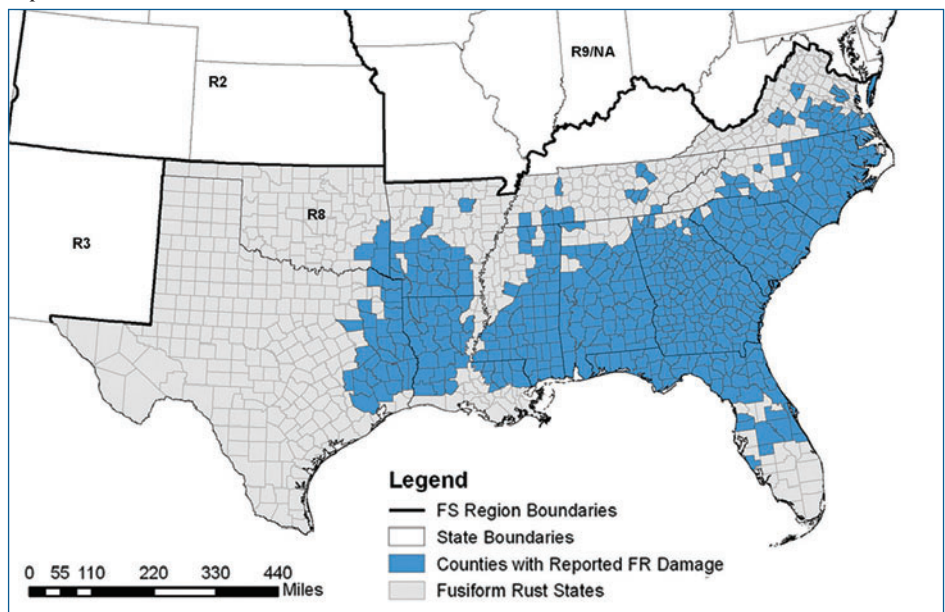 R9/NA
R2
R8
R3
Legend
FS Region Boundaries
State Boundaries
Counties with Reported FR Damage
Fusiform Rust States
0 55 110 220 330 440
Miles